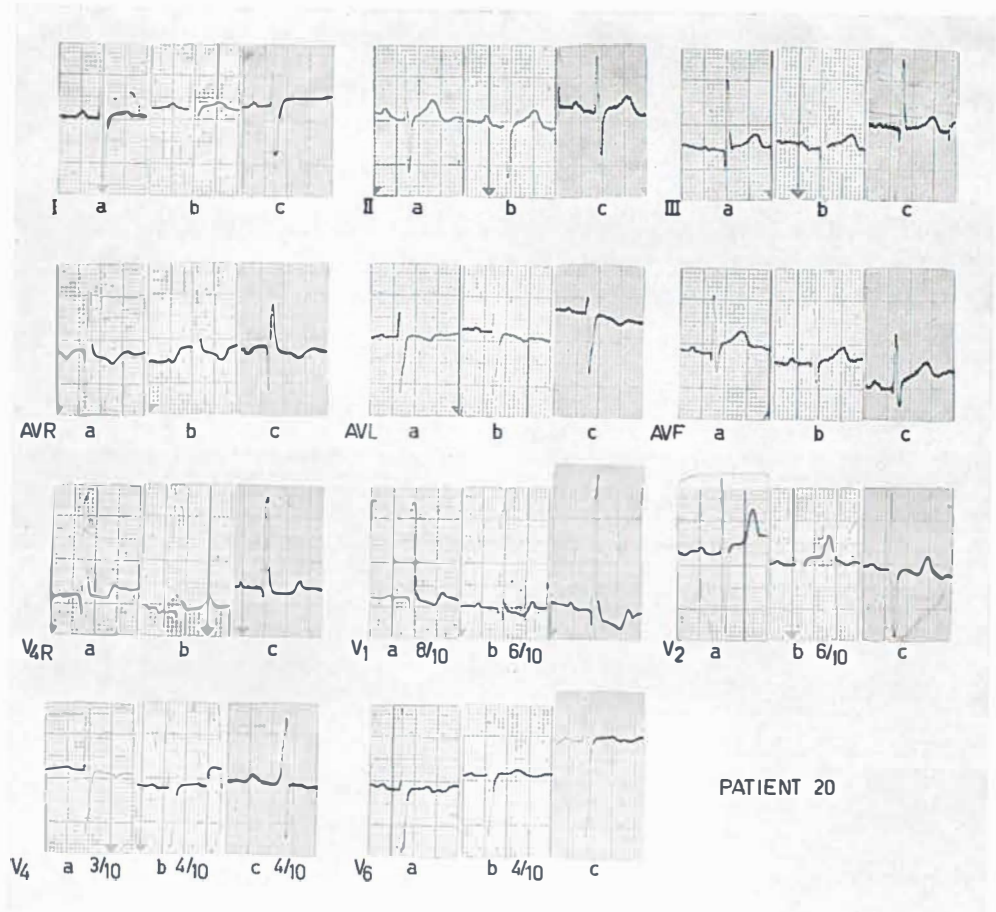 I a b c II a b c III a b c
AVR a b c AVL a b c AVF a b c
V4R a b c V1 a 8/10 b 6/10 c V2 a b 6/10 c
PATIENT 20
V4 a 3/10 b 4/10 c 4/10 V6 a b 4/10 c